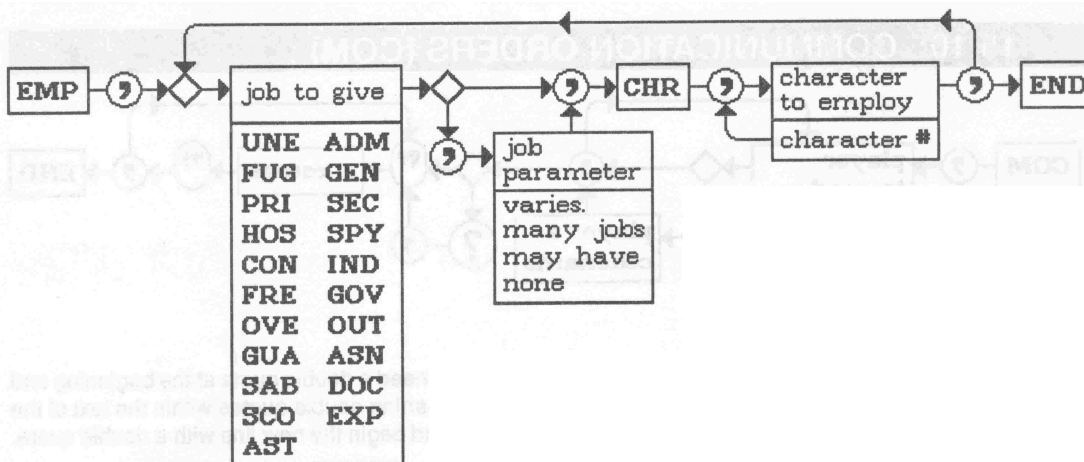 EMP , job to give , CHR , character , END
to employ
character #
, job
parameter
varies.
many jobs
may have
none
UNE ADM
FUG GEN
PRI SEC
HOS SPY
CON IND
FRE GOV
OVE OUT
GUA ASN
SAB DOC
SCO EXP
AST